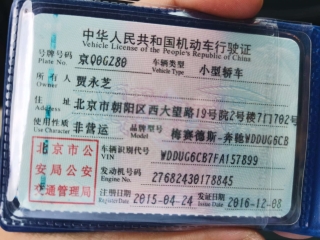 中华人民共和国机动车行驶证
Vehicle License of the People's Republic of China
号牌号码 京Q0GZ80 车辆类型 小型轿车
Plate No. Vehicle Type
所有人 贾永芝
Owner
住址 北京市朝阳区西大望路19号院2号楼7门702号
Address
使用性质 非营运 品牌型号 梅赛德斯-奔驰WDDUG6CB
Use Character Model
北京市公安局公安交通管理局
车辆识别代号 WDDUG6CB7FA157899
VIN
发动机号码 27682430178845
Engine No.
注册日期 2015-04-24 发证日期 2016-12-08
Register Date Issue Date